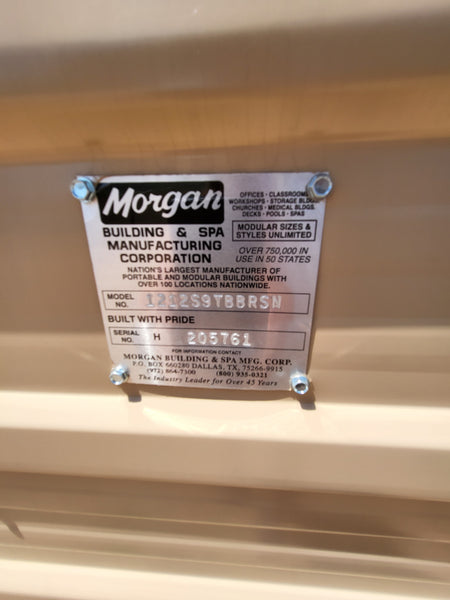 Morgan
OFFICES - CLASSROOMS
WORKSHOPS - STORAGE BLDGS.
CHURCHES - MEDICAL BLDGS.
DECKS - POOLS - SPAS
BUILDING & SPA
MANUFACTURING
CORPORATION
MODULAR SIZES &
STYLES UNLIMITED
OVER 750,000 IN
USE IN 50 STATES
NATION'S LARGEST MANUFACTURER OF
PORTABLE AND MODULAR BUILDINGS WITH
OVER 100 LOCATIONS NATIONWIDE.
MODEL NO. 1212S9TBBRSN
BUILT WITH PRIDE
SERIAL NO. H 205761
FOR INFORMATION CONTACT
MORGAN BUILDING & SPA MFG. CORP.
P.O. BOX 660280 DALLAS, TX, 75266-9915
(972) 864-7300 (800) 935-0321
The Industry Leader for Over 45 Years